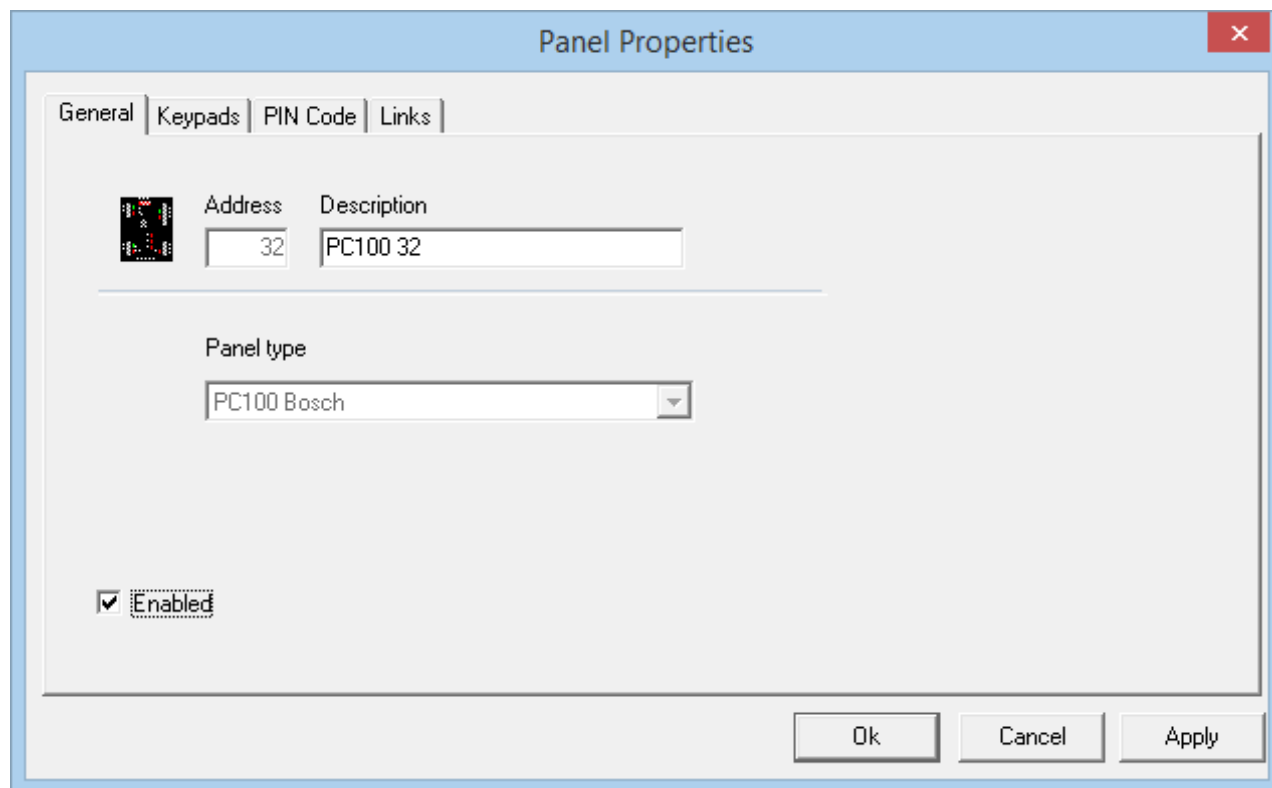 Panel Properties
General Keypads PIN Code Links
Address Description
32 PC100 32
Panel type
PC100 Bosch
Enabled
Ok Cancel Apply